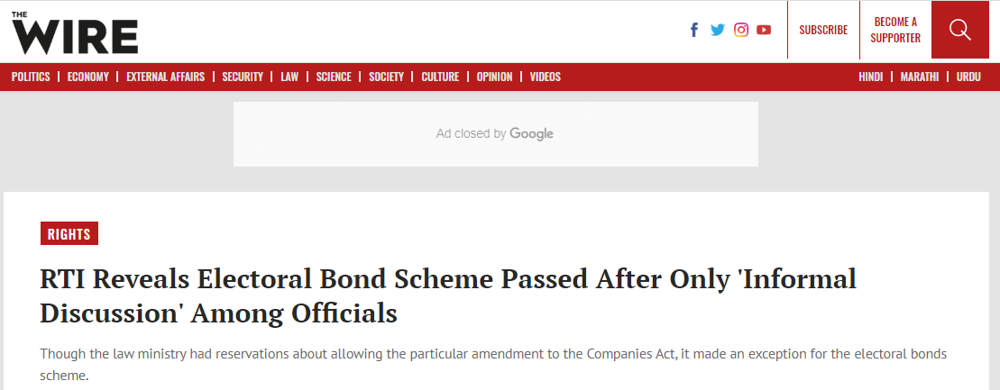 THE
WIRE
SUBSCRIBE
BECOME A
SUPPORTER
POLITICS | ECONOMY | EXTERNAL AFFAIRS | SECURITY | LAW | SCIENCE | SOCIETY | CULTURE | OPINION | VIDEOS
HINDI | MARATHI | URDU
Ad closed by Google
RIGHTS
RTI Reveals Electoral Bond Scheme Passed After Only 'Informal
Discussion' Among Officials
Though the law ministry had reservations about allowing the particular amendment to the Companies Act, it made an exception for the electoral bonds
scheme.